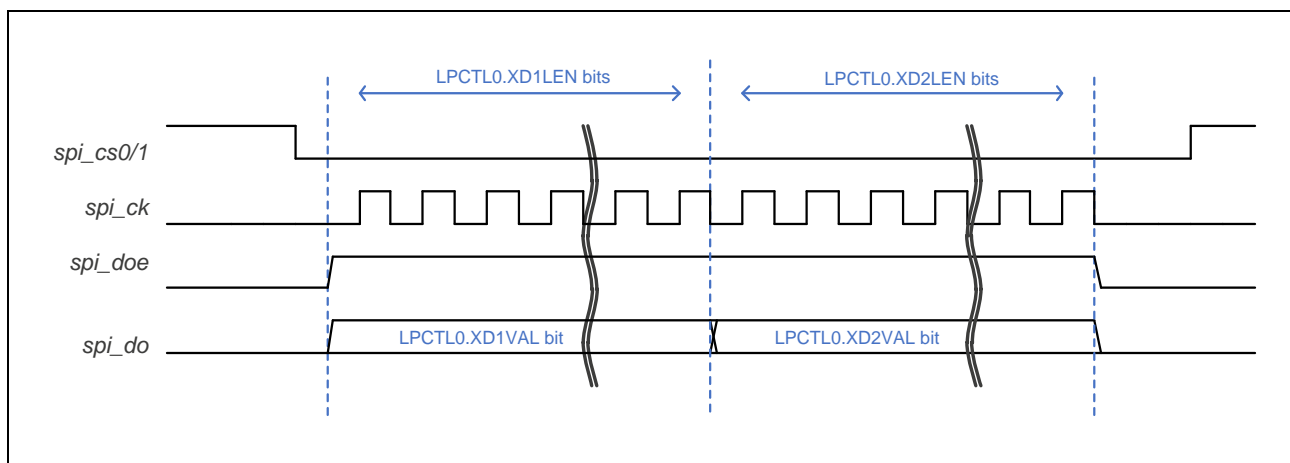 LPCTL0.XD1LEN bits
LPCTL0.XD2LEN bits
spi_cs0/1
spi_ck
spi_doe
spi_do
LPCTL0.XD1VAL bit
LPCTL0.XD2VAL bit